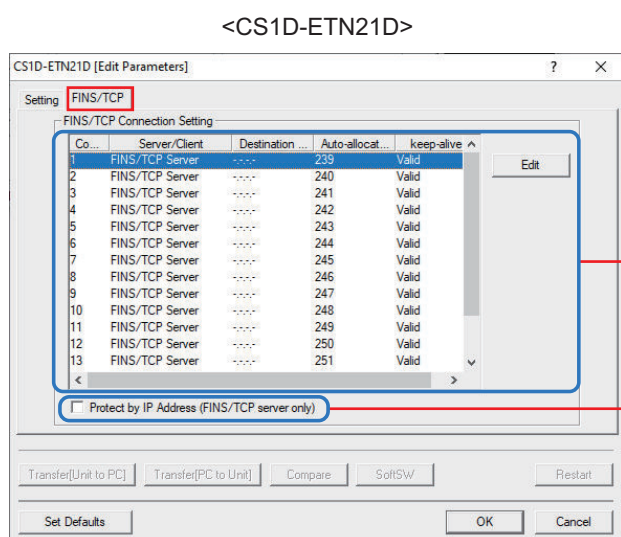 <CS1D-ETN21D>
CS1D-ETN21D [Edit Parameters] ? ×
Setting FINS/TCP
FINS/TCP Connection Setting
Co... Server/Client Destination ... Auto-allocat... keep-alive
1 FINS/TCP Server -.-.-.- 239 Valid Edit
2 FINS/TCP Server -.-.-.- 240 Valid
3 FINS/TCP Server -.-.-.- 241 Valid
4 FINS/TCP Server -.-.-.- 242 Valid
5 FINS/TCP Server -.-.-.- 243 Valid
6 FINS/TCP Server -.-.-.- 244 Valid
7 FINS/TCP Server -.-.-.- 245 Valid
8 FINS/TCP Server -.-.-.- 246 Valid
9 FINS/TCP Server -.-.-.- 247 Valid
10 FINS/TCP Server -.-.-.- 248 Valid
11 FINS/TCP Server -.-.-.- 249 Valid
12 FINS/TCP Server -.-.-.- 250 Valid
13 FINS/TCP Server -.-.-.- 251 Valid
Protect by IP Address (FINS/TCP server only)
Transfer[Unit to PC] Transfer[PC to Unit] Compare SoftSW Restart
Set Defaults OK Cancel